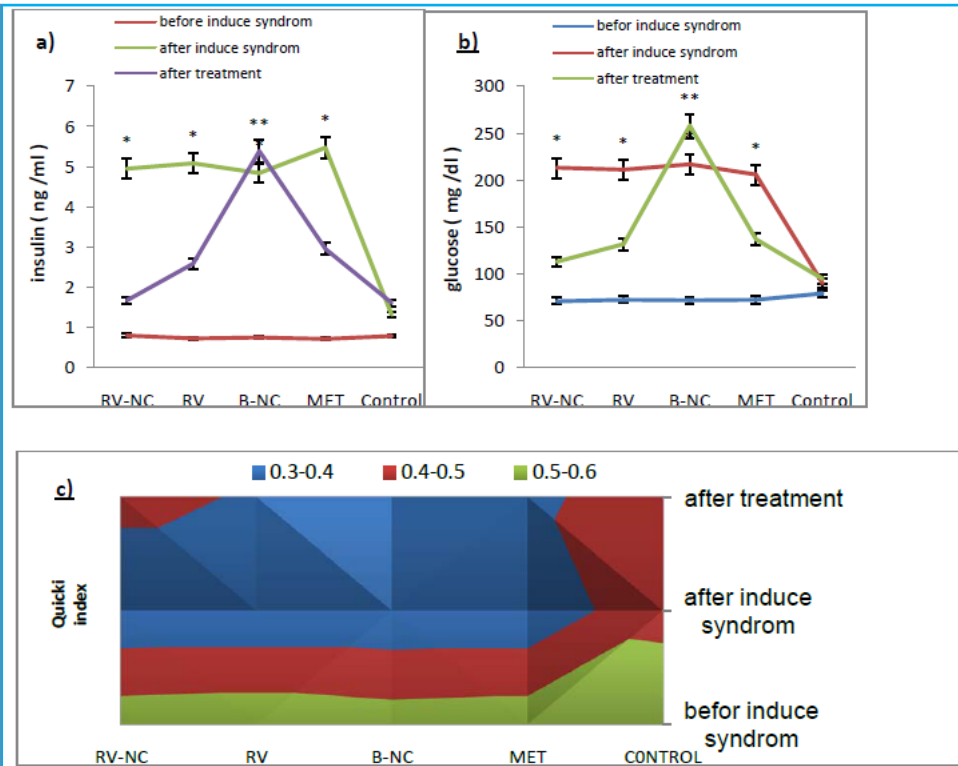 a)
before induce syndrom
after induce syndrom
after treatment
insulin ( ng /ml )
7
6
5
4
3
2
1
0
* * ** *
*
RV-NC RV B-NC MET Control
b)
befor induce syndrom
after induce syndrom
after treatment
glucose ( mg /dl )
300
250
200
150
100
50
0
* * ** *
RV-NC RV B-NC MET Control
c)
0.3-0.4 0.4-0.5 0.5-0.6
Quicki
index
after treatment
after induce
syndrom
befor induce
syndrom
RV-NC RV B-NC MET C0NTROL